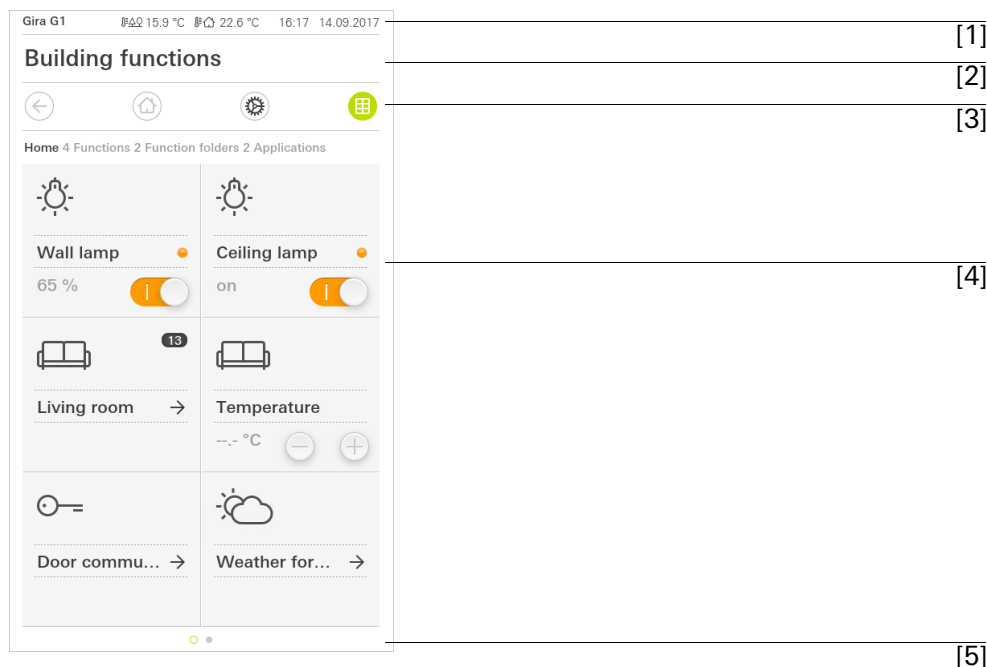 Gira G1 15.9 °C 22.6 °C 16:17 14.09.2017
[1]
Building functions
[2]
[3]
Home 4 Functions 2 Function folders 2 Applications
Wall lamp Ceiling lamp
[4]
65 % on
13
Living room Temperature
--.- °C
Door commu... Weather for...
[5]